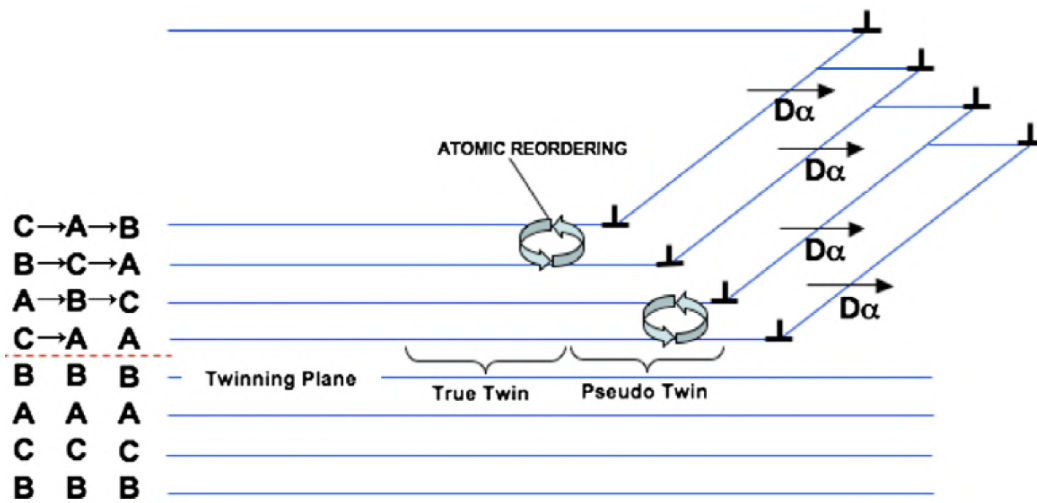 Dα
ATOMIC REORDERING
Dα
C→A→B
B→C→A
Dα
A→B→C
Dα
C→A A
B B B
Twinning Plane
True Twin
Pseudo Twin
A A A
C C C
B B B